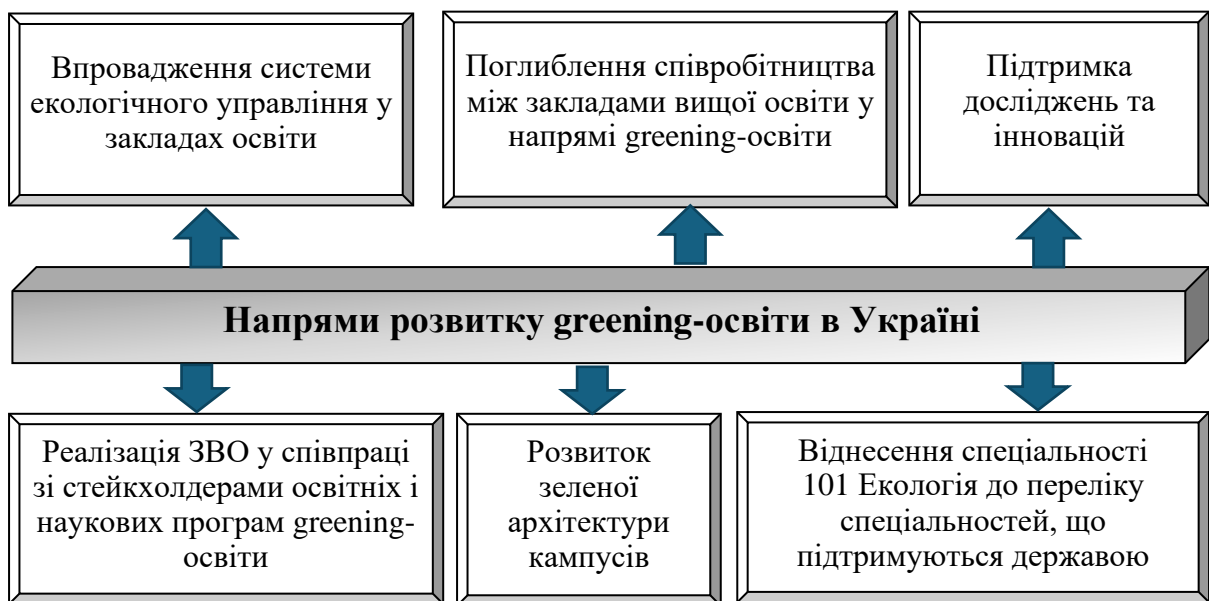 Впровадження системи
екологічного управління у
закладах освіти
Поглиблення співробітництва
між закладами вищої освіти у
напрямі greening-освіти
Підтримка
досліджень та
інновацій
Напрями розвитку greening-освіти в Україні
Реалізація ЗВО у співпраці
зі стейкхолдерами освітніх і
наукових програм greening-
освіти
Розвиток
зеленої
архітектури
кампусів
Віднесення спеціальності
101 Екологія до переліку
спеціальностей, що
підтримуються державою